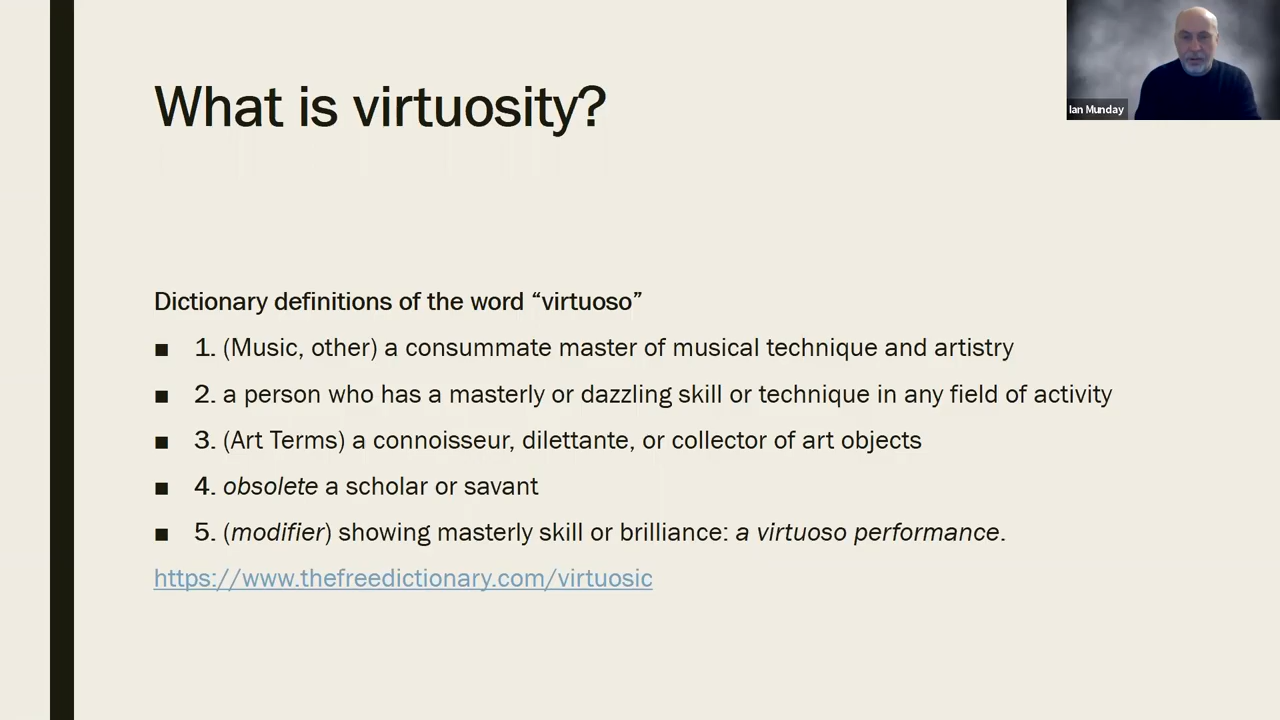 What is virtuosity?
Ian Munday
Dictionary definitions of the word “virtuoso”
■ 1. (Music, other) a consummate master of musical technique and artistry
■ 2. a person who has a masterly or dazzling skill or technique in any field of activity
■ 3. (Art Terms) a connoisseur, dilettante, or collector of art objects
■ 4. obsolete a scholar or savant
■ 5. (modifier) showing masterly skill or brilliance: a virtuoso performance.
https://www.thefreedictionary.com/virtuosic